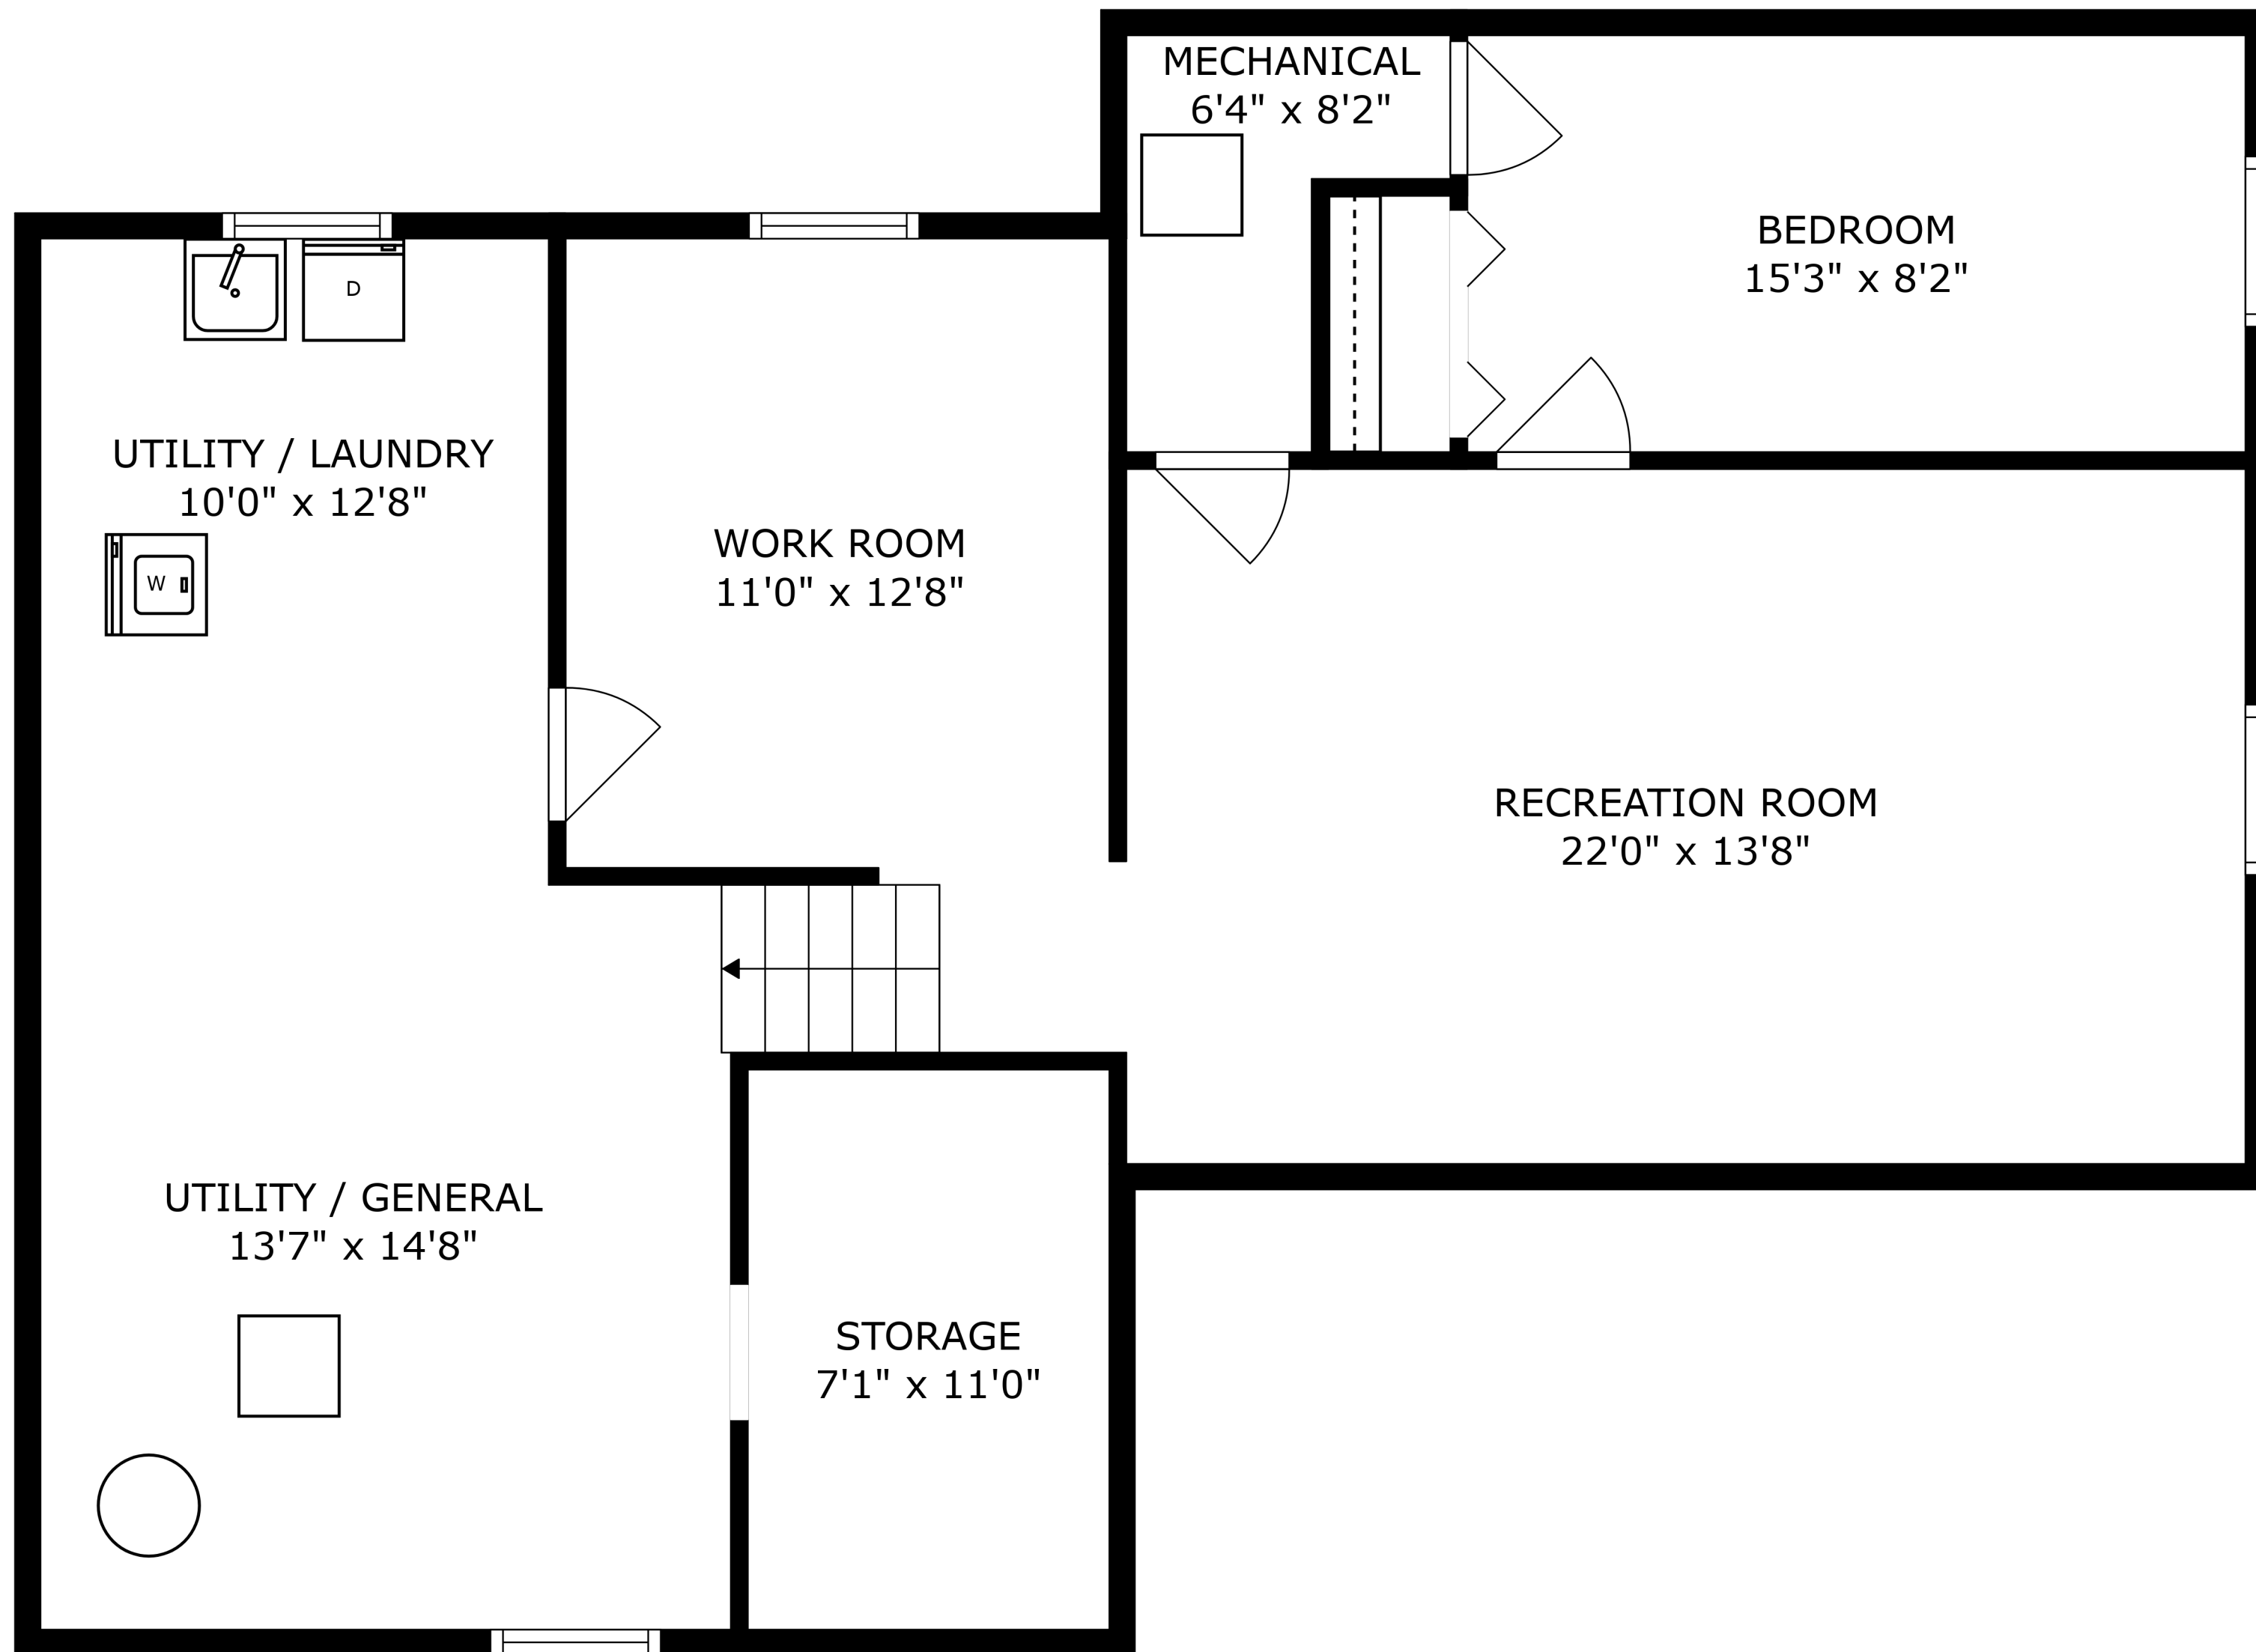 MECHANICAL
6'4" x 8'2"
BEDROOM
15'3" x 8'2"
D
UTILITY / LAUNDRY
10'0" x 12'8"
W
WORK ROOM
11'0" x 12'8"
RECREATION ROOM
22'0" x 13'8"
UTILITY / GENERAL
13'7" x 14'8"
STORAGE
7'1" x 11'0"